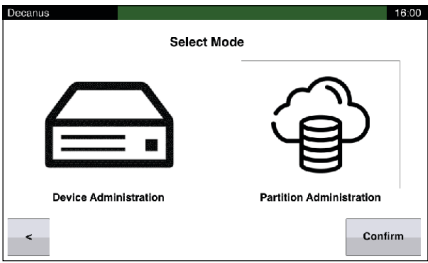 Decanus 16:00
Select Mode
Device Administration Partition Administration
< Confirm